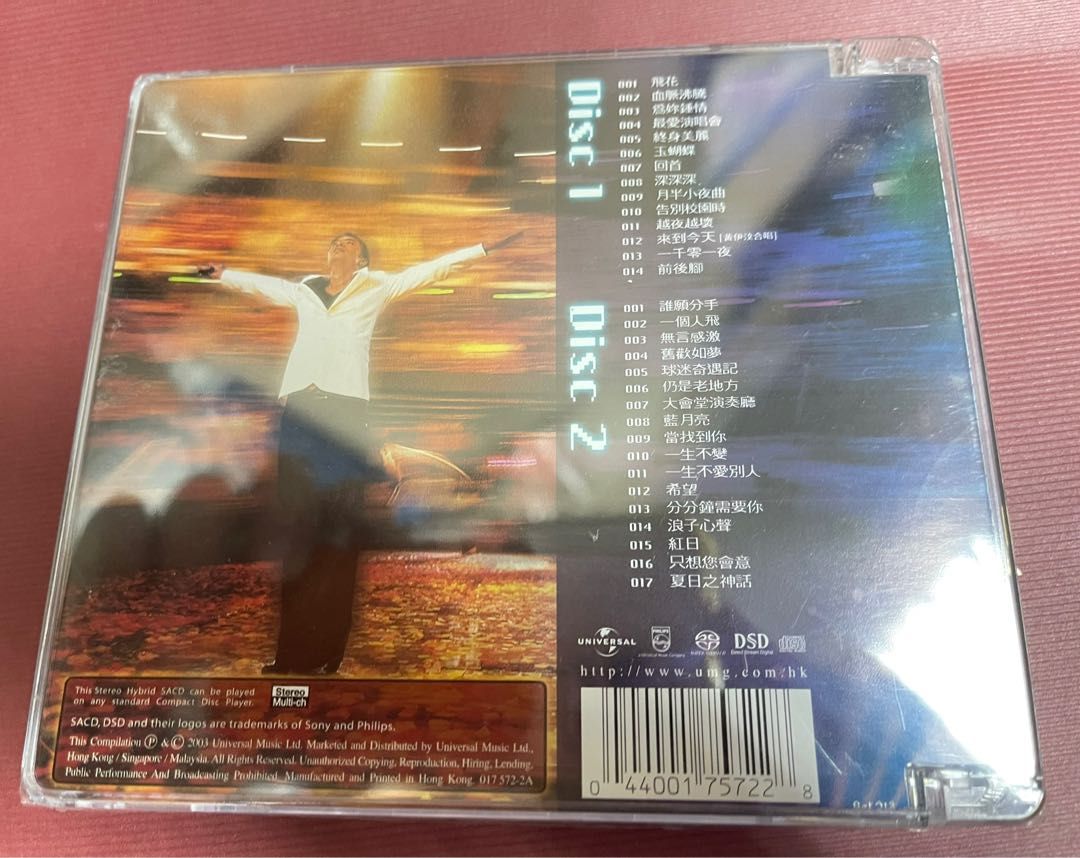 Disc 1
001 飛花
002 血脈沸騰
003 為妳鍾情
004 最愛演唱會
005 終身美麗
006 玉蝴蝶
007 回首
008 深深深
009 月半小夜曲
010 告別校園時
011 越夜越壞
012 來到今天 [黃伊汶合唱]
013 一千零一夜
014 前後腳
Disc 2
001 誰願分手
002 一個人飛
003 無言感激
004 舊歡如夢
005 球迷奇遇記
006 仍是老地方
007 大會堂演奏廳
008 藍月亮
009 當找到你
010 一生不變
011 一生不愛別人
012 希望
013 分分鐘需要你
014 浪子心聲
015 紅日
016 只想您會意
017 夏日之神話
UNIVERSAL PHILIPS DSD
Direct Stream Digital
http://www.umg.com.hk
This Stereo Hybrid SACD can be played
on any standard Compact Disc Player.
Stereo
Multi-ch
SACD, DSD and their logos are trademarks of Sony and Philips.
This Compilation Ⓟ & © 2003 Universal Music Ltd. Marketed and Distributed by Universal Music Ltd.,
Hong Kong / Singapore / Malaysia. All Rights Reserved. Unauthorized Copying, Reproduction, Hiring, Lending,
Public Performance And Broadcasting Prohibited. Manufactured and Printed in Hong Kong. 017 572-2A
0 44001 75722 8